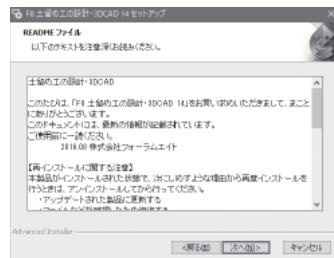 F8 土留め工の設計・3DCAD 14 セットアップ
README ファイル
以下のテキストを注意深くお読みください。
土留め工の設計・3DCAD
このたびは、「F8 土留め工の設計・3DCAD 14」をお買い求めいただきまして、まこと
にありがとうございます。
このドキュメントには、最新の情報が記載されています。
ご使用前に一読ください。
2016.08 株式会社フォーラムエイト
【再インストールに関する注意】
本製品がインストールされた状態で、次にしめすような理由から再度インストールを
行うときは、アンインストールしてから行ってください。
・アップデートされた製品に更新する
Advanced Installer
<戻る(B)
次へ(N)>
キャンセル